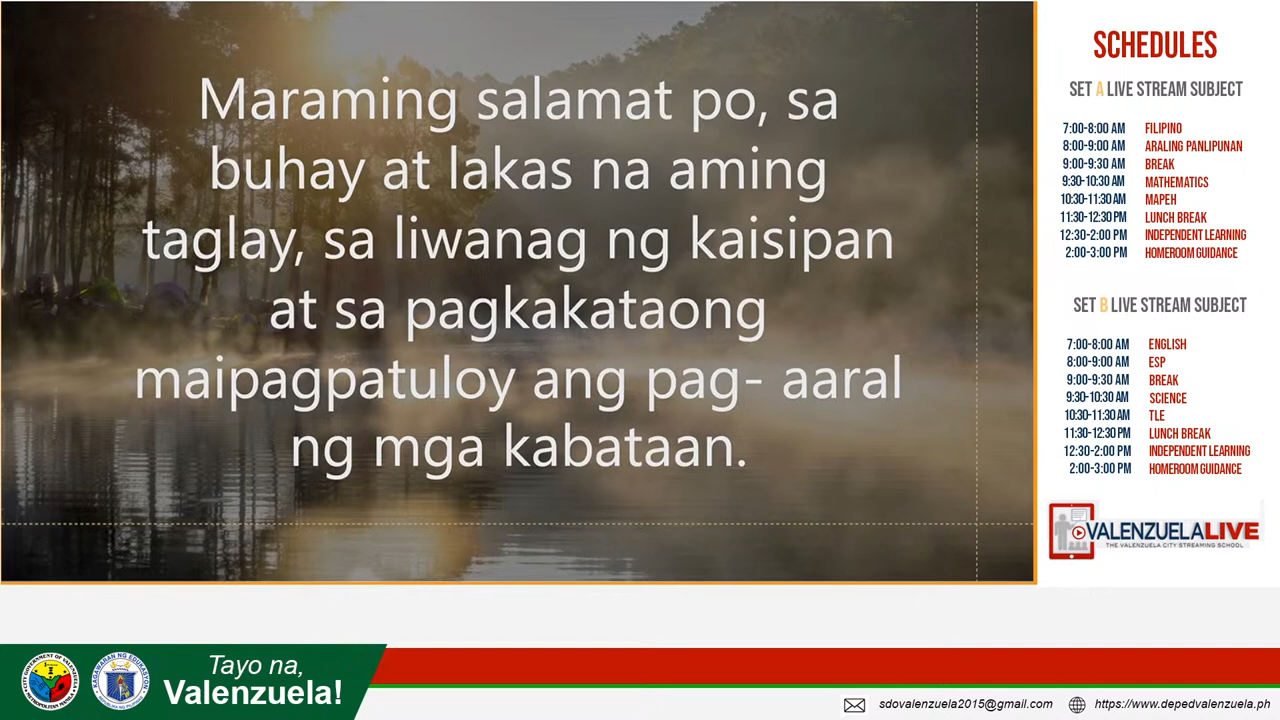 Maraming salamat po, sa
buhay at lakas na aming
taglay, sa liwanag ng kaisipan
at sa pagkakataong
maipagpatuloy ang pag- aaral
ng mga kabataan.
SCHEDULES
SET A LIVE STREAM SUBJECT
7:00-8:00 AM FILIPINO
8:00-9:00 AM ARALING PANLIPUNAN
9:00-9:30 AM BREAK
9:30-10:30 AM MATHEMATICS
10:30-11:30 AM MAPEH
11:30-12:30 PM LUNCH BREAK
12:30-2:00 PM INDEPENDENT LEARNING
2:00-3:00 PM HOMEROOM GUIDANCE
SET B LIVE STREAM SUBJECT
7:00-8:00 AM ENGLISH
8:00-9:00 AM ESP
9:00-9:30 AM BREAK
9:30-10:30 AM SCIENCE
10:30-11:30 AM TLE
11:30-12:30 PM LUNCH BREAK
12:30-2:00 PM INDEPENDENT LEARNING
2:00-3:00 PM HOMEROOM GUIDANCE
VALENZUELALIVE
THE VALENZUELA CITY STREAMING SCHOOL
Tayo na,
Valenzuela!
sdovalenzuela2015@gmail.com https://www.depedvalenzuela.ph